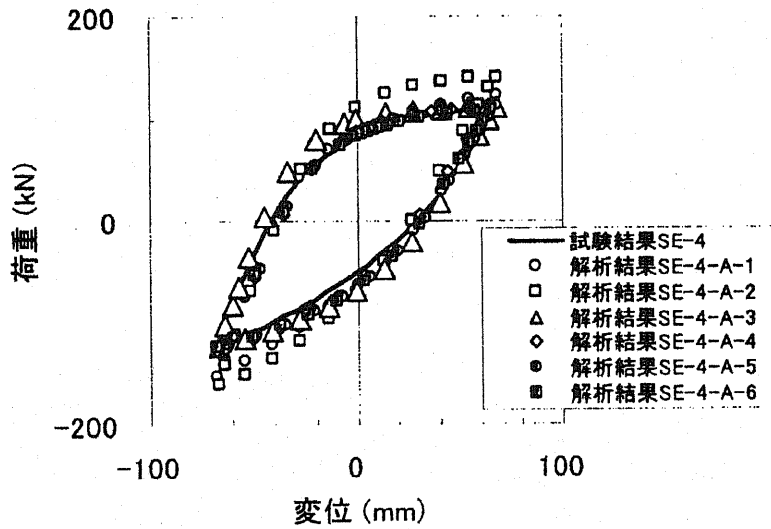 200
荷重 (kN)
0
-200
-100
0
100
変位 (mm)
試験結果SE-4
解析結果SE-4-A-1
解析結果SE-4-A-2
解析結果SE-4-A-3
解析結果SE-4-A-4
解析結果SE-4-A-5
解析結果SE-4-A-6